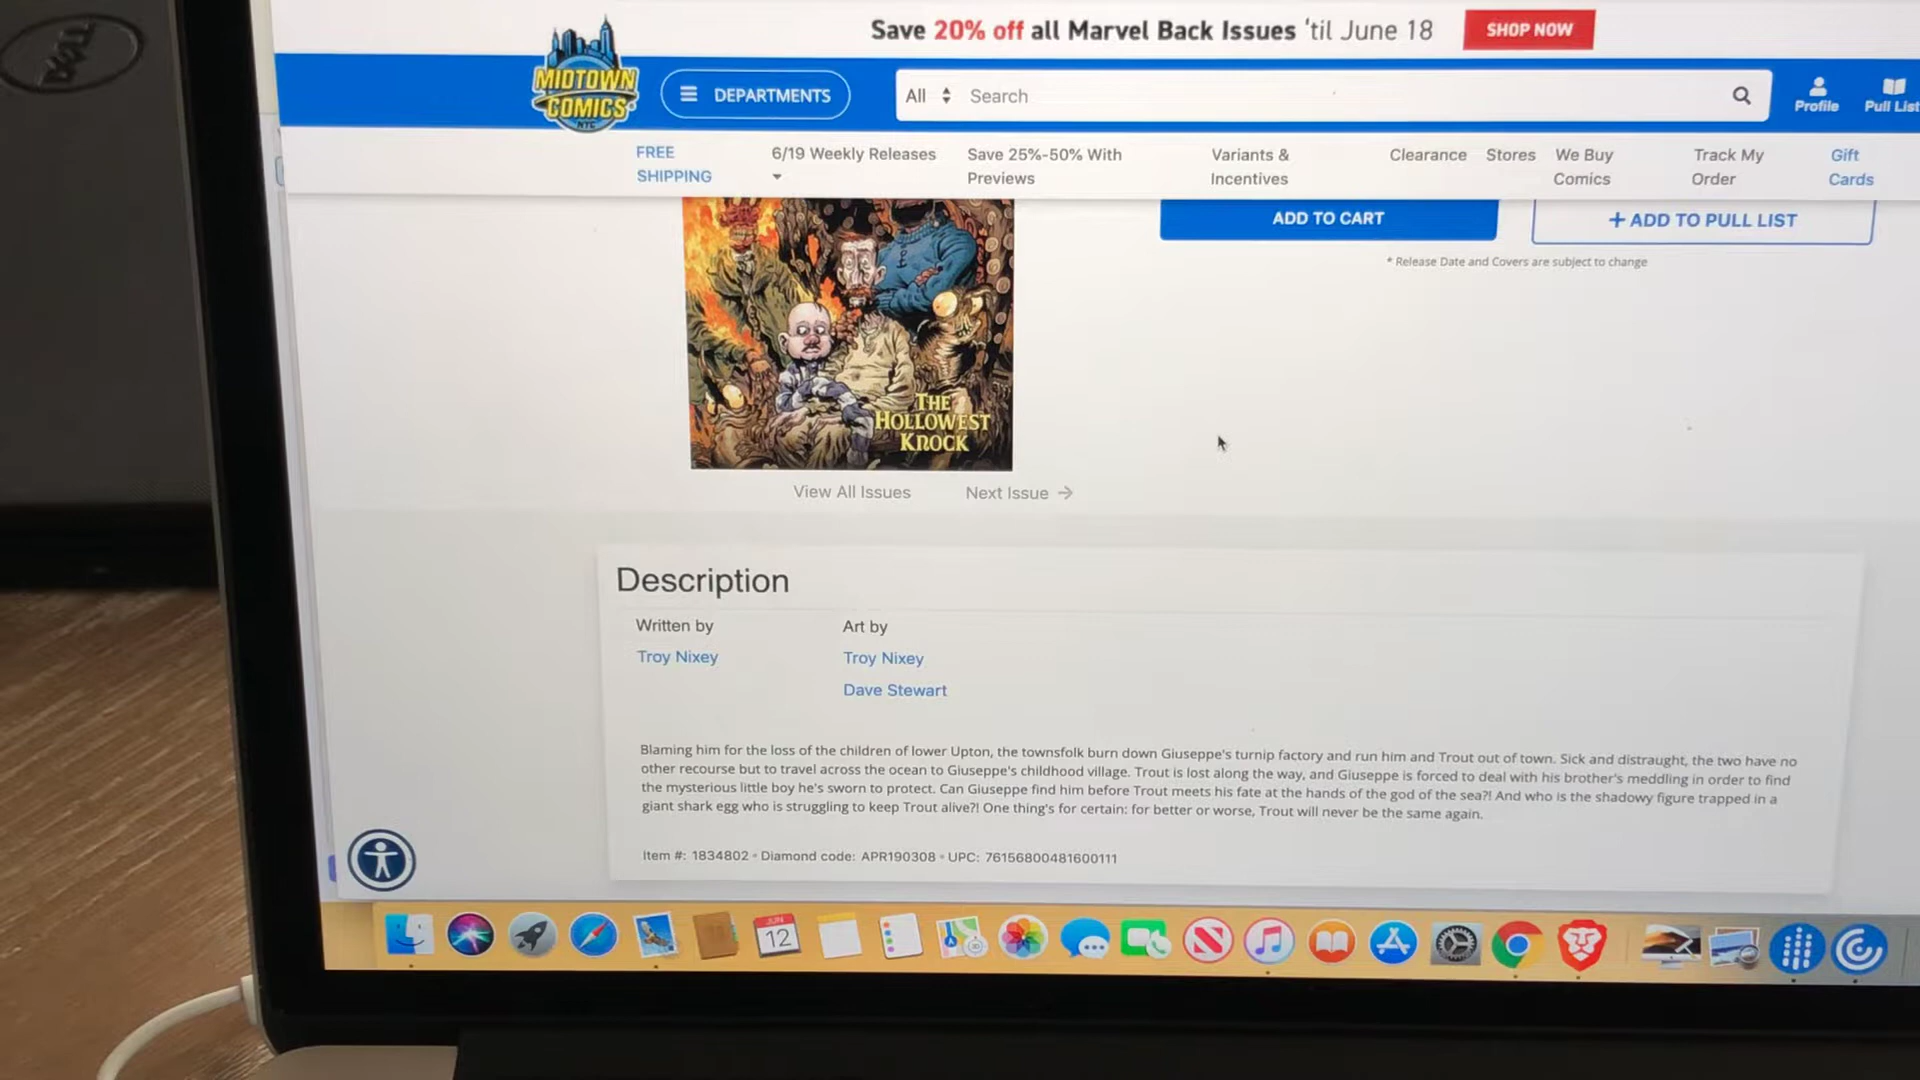 DELL
Save 20% off all Marvel Back Issues 'til June 18
SHOP NOW
MIDTOWN
COMICS
NYC
DEPARTMENTS
All
Search
Profile
Pull List
FREE
SHIPPING
6/19 Weekly Releases
Save 25%-50% With
Previews
Variants &
Incentives
Clearance
Stores
We Buy
Comics
Track My
Order
Gift
Cards
ADD TO CART
+ ADD TO PULL LIST
* Release Date and Covers are subject to change
THE
HOLLOWEST
KNOCK
View All Issues
Next Issue →
Description
Written by
Art by
Troy Nixey
Troy Nixey
Dave Stewart
Blaming him for the loss of the children of lower Upton, the townsfolk burn down Giuseppe's turnip factory and run him and Trout out of town. Sick and distraught, the two have no
other recourse but to travel across the ocean to Giuseppe's childhood village. Trout is lost along the way, and Giuseppe is forced to deal with his brother's meddling in order to find
the mysterious little boy he's sworn to protect. Can Giuseppe find him before Trout meets his fate at the hands of the god of the sea?! And who is the shadowy figure trapped in a
giant shark egg who is struggling to keep Trout alive?! One thing's for certain: for better or worse, Trout will never be the same again.
Item #: 1834802 • Diamond code: APR190308 • UPC: 76156800481600111
JUN
12